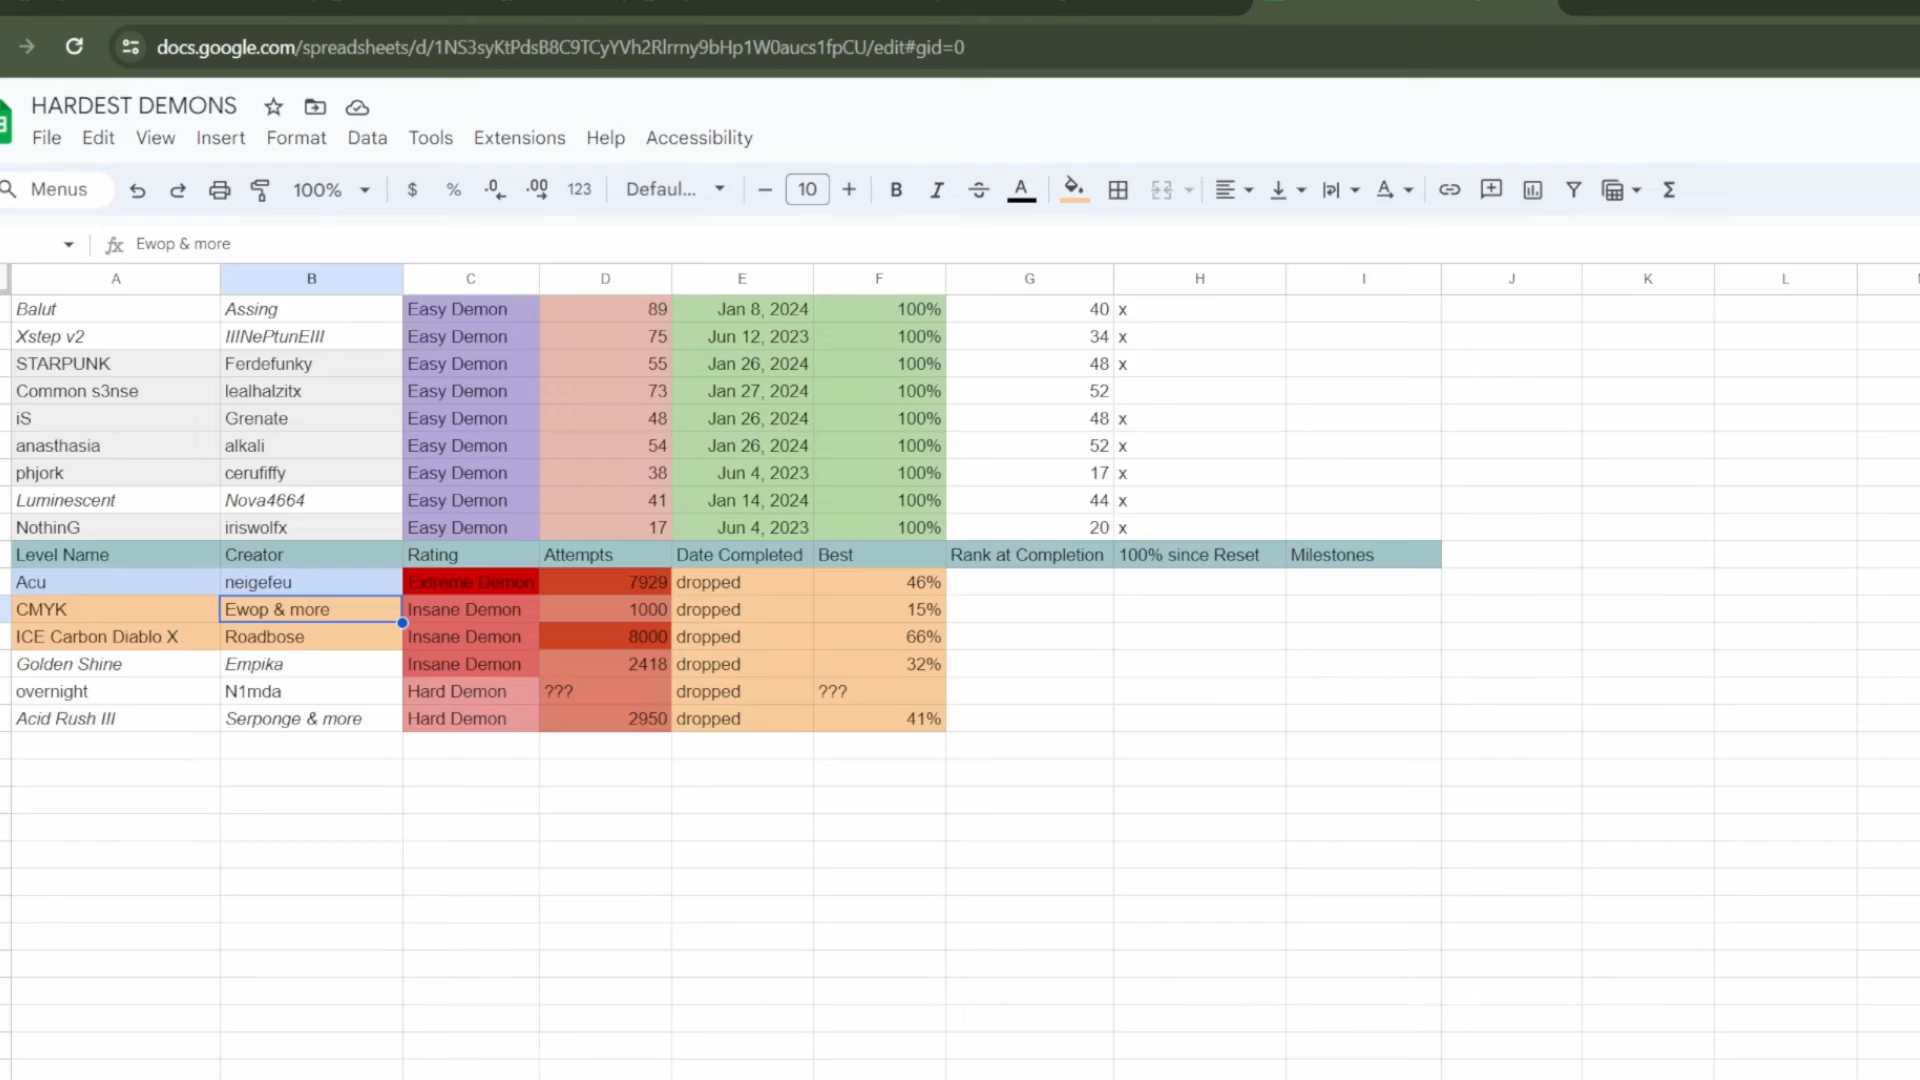 docs.google.com/spreadsheets/d/1NS3syKtPdsB8C9TCyYVh2Rlrrny9bHp1W0aucs1fpCU/edit#gid=0
HARDEST DEMONS
File Edit View Insert Format Data Tools Extensions Help Accessibility
Menus 100% $ % .0 .00 123 Defaul... 10 B I A
fx Ewop & more
A B C D E F G H I J K L
Balut Assing Easy Demon 89 Jan 8, 2024 100% 40 x
Xstep v2 IIINePtunEIII Easy Demon 75 Jun 12, 2023 100% 34 x
STARPUNK Ferdefunky Easy Demon 55 Jan 26, 2024 100% 48 x
Common s3nse lealhalzitx Easy Demon 73 Jan 27, 2024 100% 52
iS Grenate Easy Demon 48 Jan 26, 2024 100% 48 x
anasthasia alkali Easy Demon 54 Jan 26, 2024 100% 52 x
phjork cerufiffy Easy Demon 38 Jun 4, 2023 100% 17 x
Luminescent Nova4664 Easy Demon 41 Jan 14, 2024 100% 44 x
NothinG iriswolfx Easy Demon 17 Jun 4, 2023 100% 20 x
Level Name Creator Rating Attempts Date Completed Best Rank at Completion 100% since Reset Milestones
Acu neigefeu Extreme Demon 7929 dropped 46%
CMYK Ewop & more Insane Demon 1000 dropped 15%
ICE Carbon Diablo X Roadbose Insane Demon 8000 dropped 66%
Golden Shine Empika Insane Demon 2418 dropped 32%
overnight N1mda Hard Demon ??? dropped ???
Acid Rush III Serponge & more Hard Demon 2950 dropped 41%